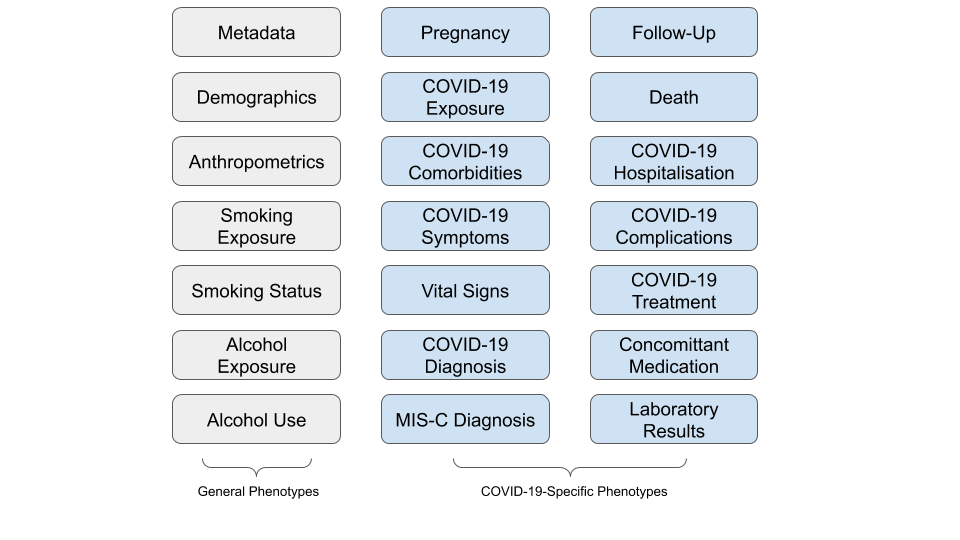 Metadata
Pregnancy
Follow-Up
Demographics
COVID-19
Exposure
Death
Anthropometrics
COVID-19
Comorbidities
COVID-19
Hospitalisation
Smoking
Exposure
COVID-19
Symptoms
COVID-19
Complications
Smoking Status
Vital Signs
COVID-19
Treatment
Alcohol
Exposure
COVID-19
Diagnosis
Concomittant
Medication
Alcohol Use
MIS-C Diagnosis
Laboratory
Results
General Phenotypes
COVID-19-Specific Phenotypes